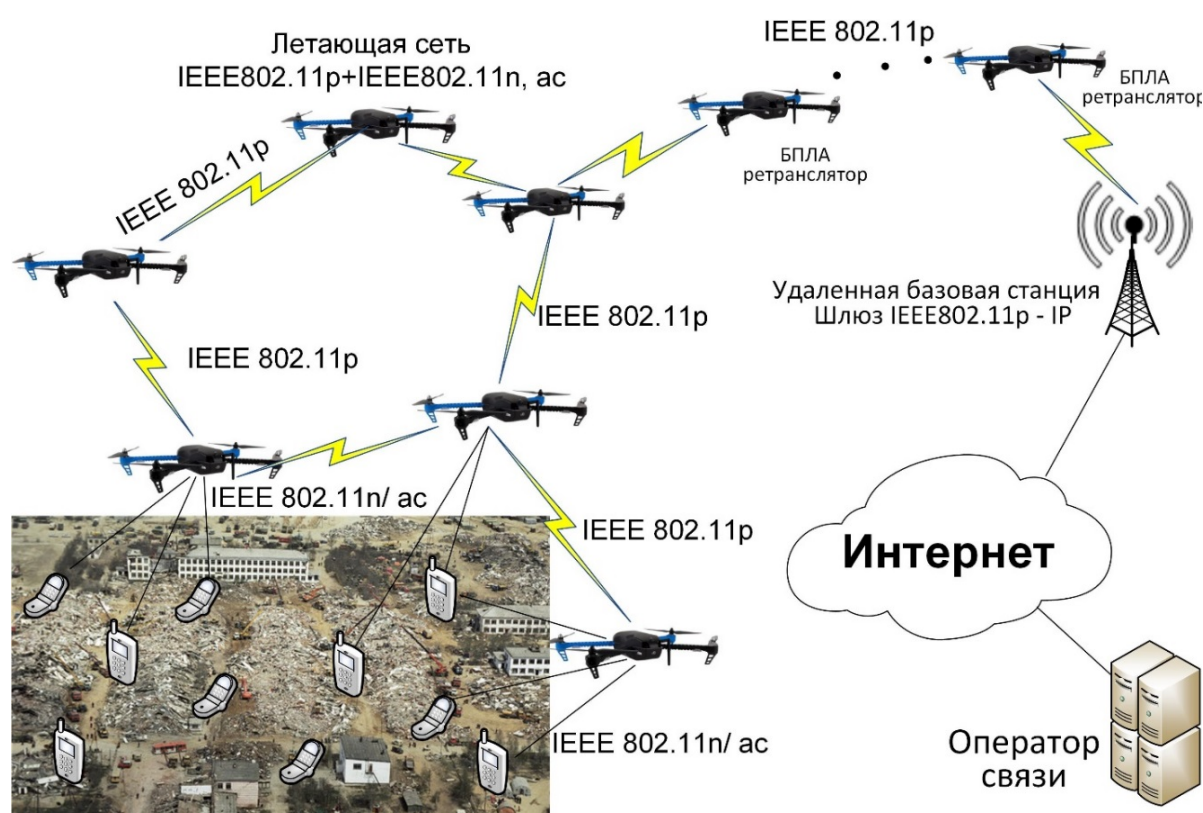 Летающая сеть
IEEE802.11p+IEEE802.11n, ac
IEEE 802.11p
БПЛА
ретранслятор
БПЛА
ретранслятор
IEEE 802.11p
Удаленная базовая станция
Шлюз IEEE802.11p - IP
IEEE 802.11p
IEEE 802.11p
IEEE 802.11n/ ac
IEEE 802.11p
Интернет
IEEE 802.11n/ ac
Оператор
связи